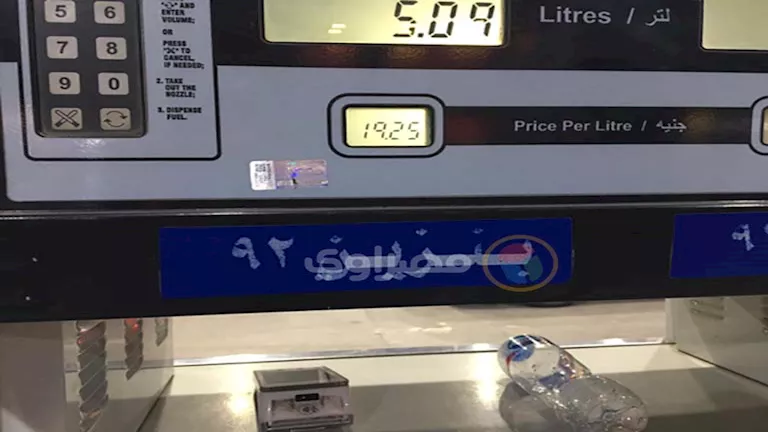 AND
ENTER
VOLUME;
OR
PRESS
"X" TO
CANCEL,
IF NEEDED;
2. TAKE
OUT THE
NOZZLE;
3. DISPENSE
FUEL.
5 6
7 8
9 0
5.09
Litres / لتر
19.25
Price Per Litre / جنيه
بنزين ٩٢
مصراوي